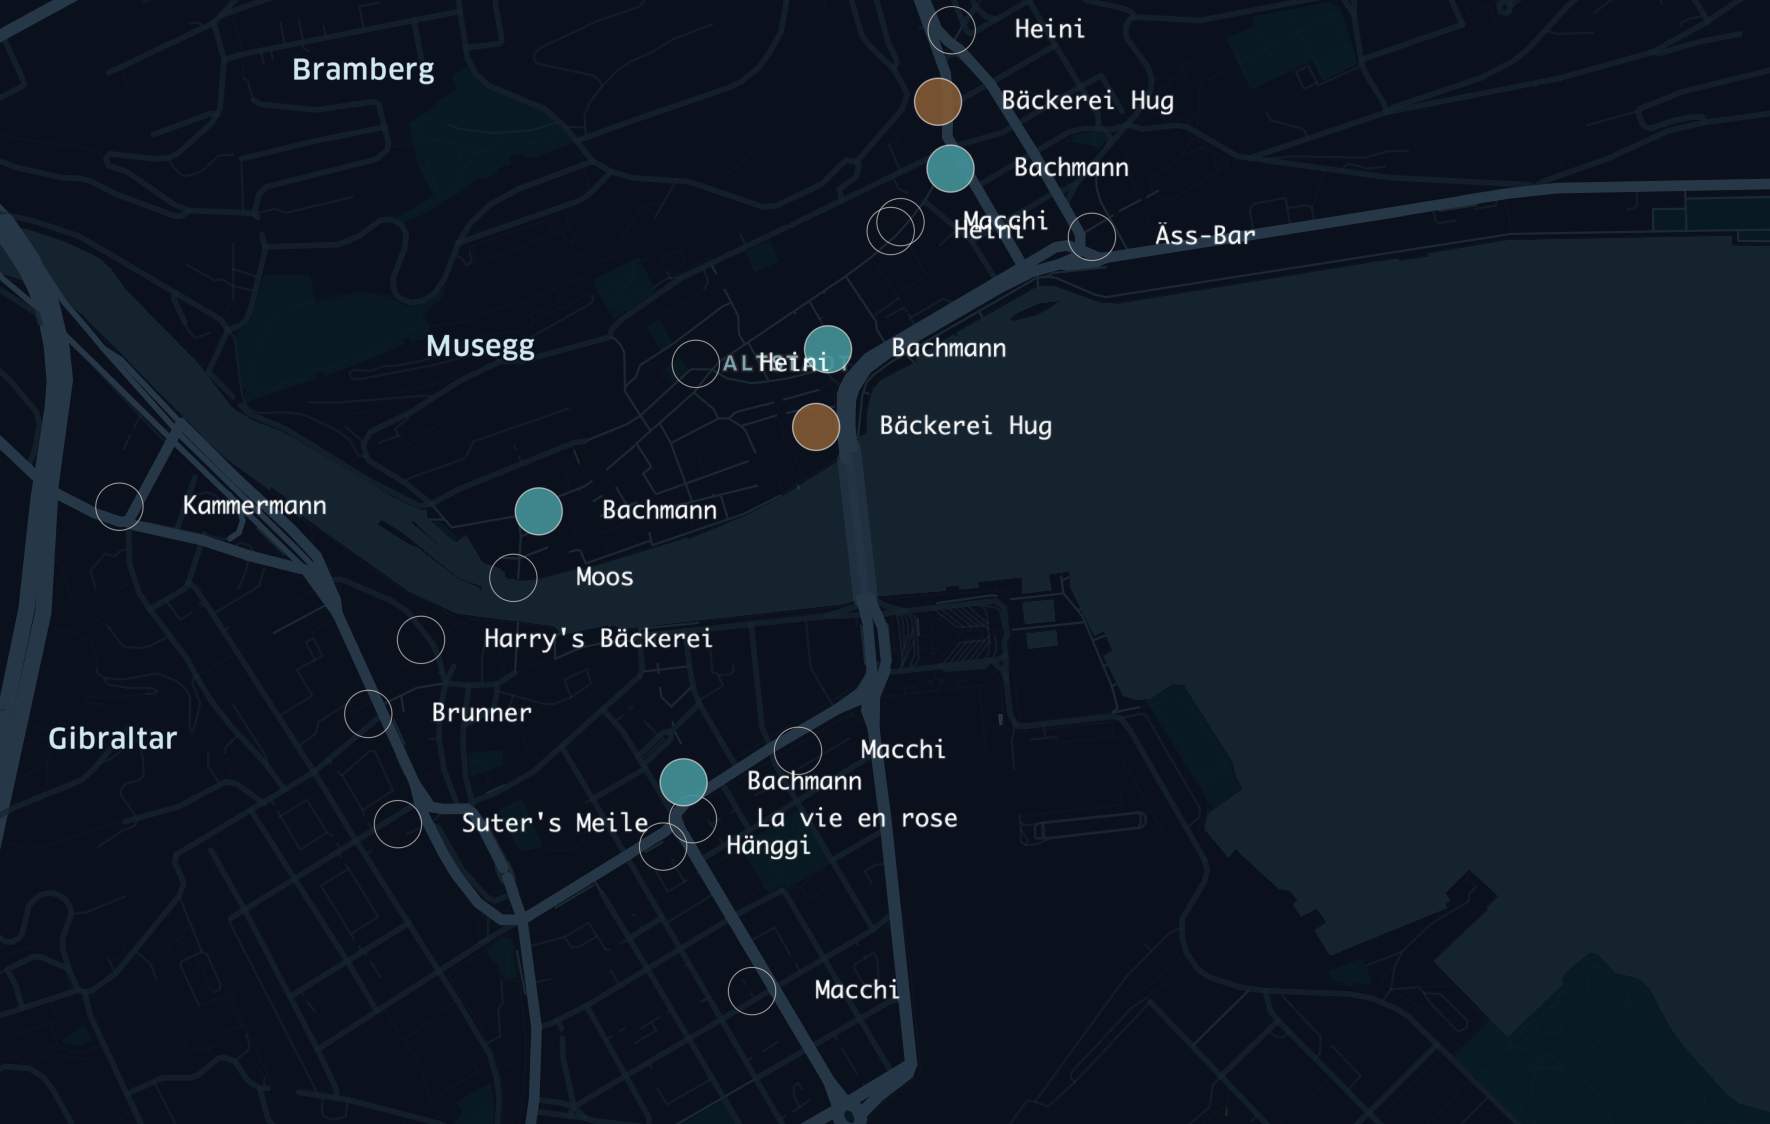 Heini
Bramberg
Bäckerei Hug
Bachmann
Macchi
Heini
Äss-Bar
Musegg
Bachmann
ALTSTADT
Heini
Bäckerei Hug
Kammermann
Bachmann
Moos
Harry's Bäckerei
Brunner
Gibraltar
Macchi
Bachmann
La vie en rose
Suter's Meile
Hänggi
Macchi